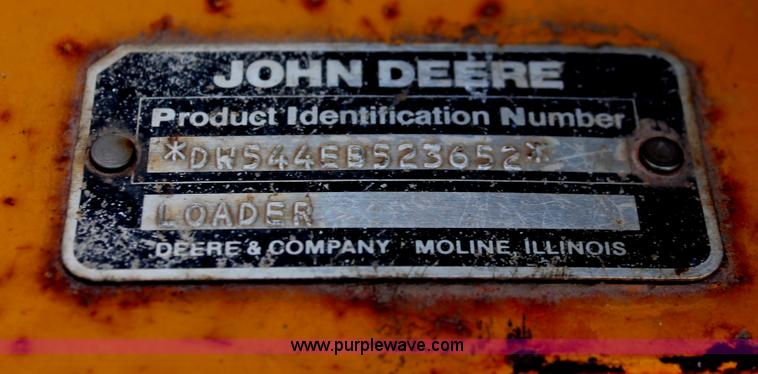 JOHN DEERE
Product Identification Number
*DW544EB523652*
LOADER
DEERE & COMPANY MOLINE, ILLINOIS
www.purplewave.com